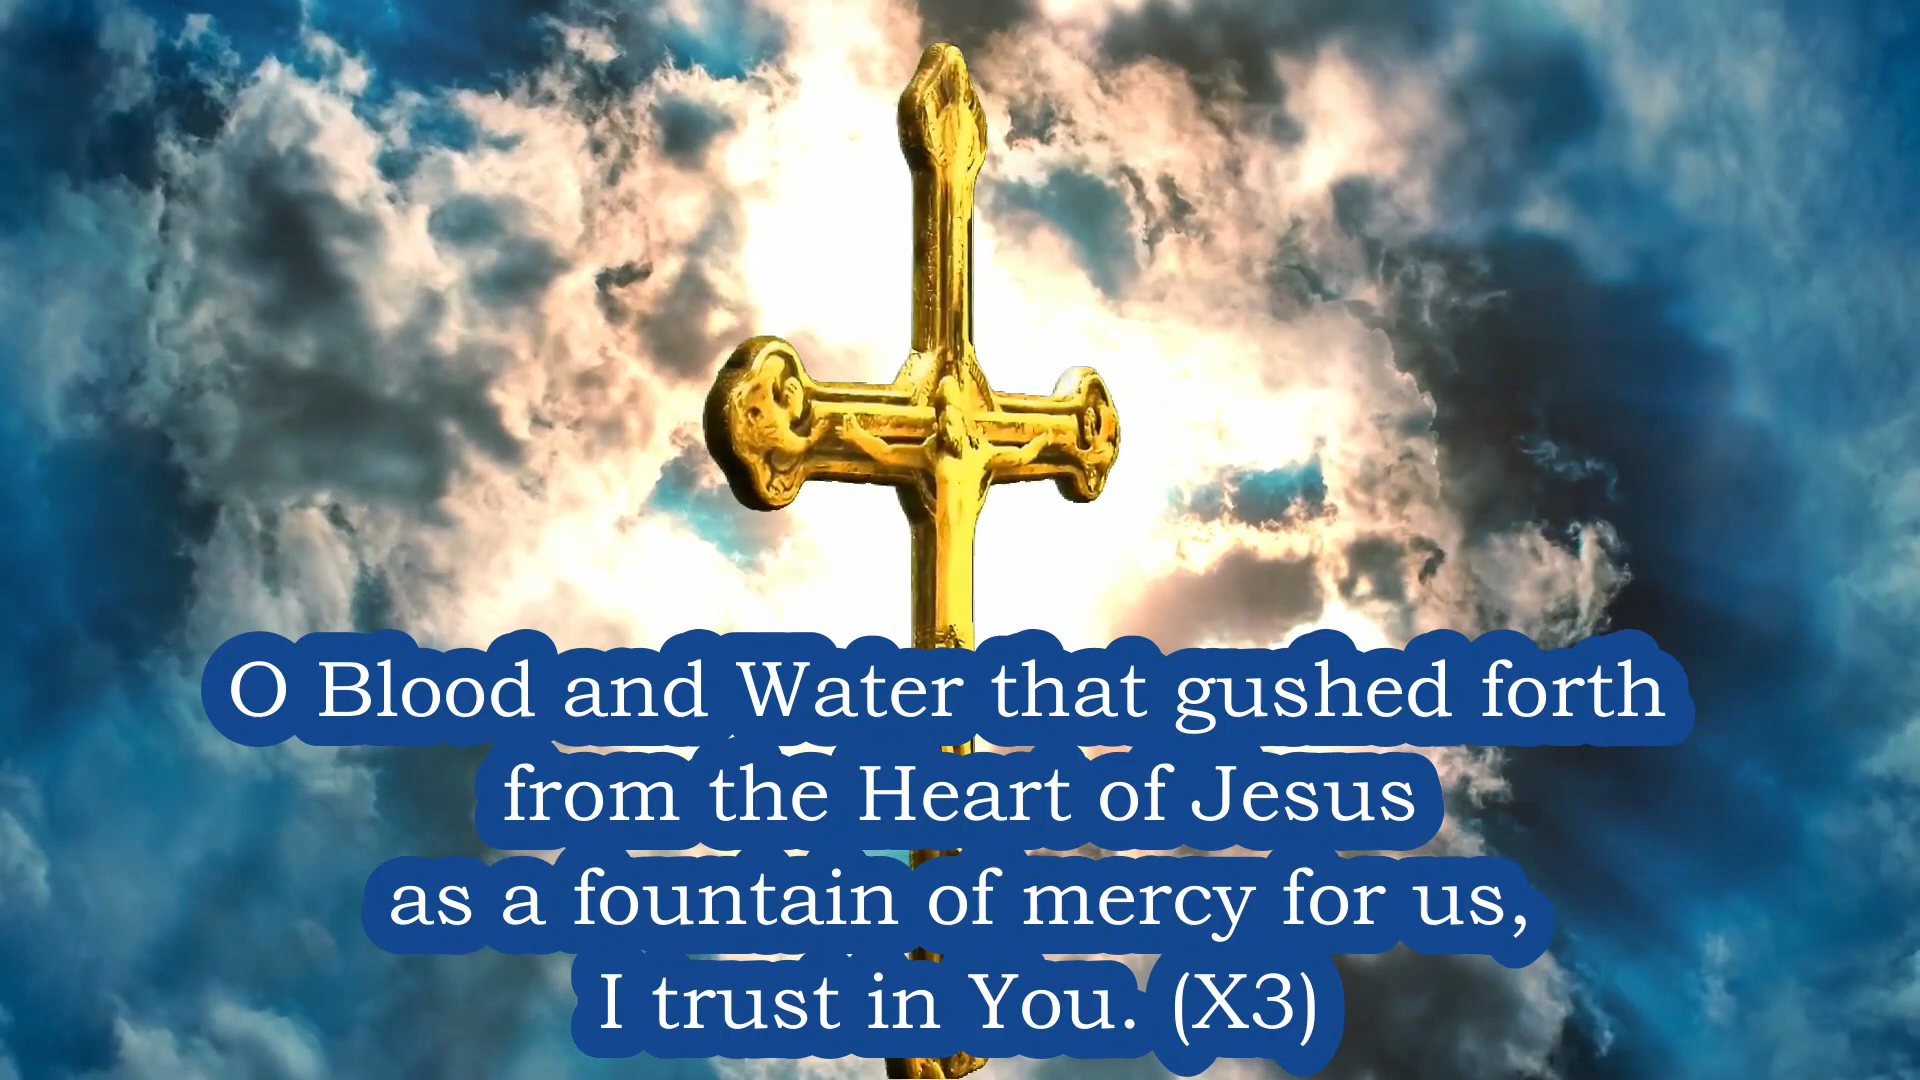 O Blood and Water that gushed forth
from the Heart of Jesus
as a fountain of mercy for us,
I trust in You. (X3)